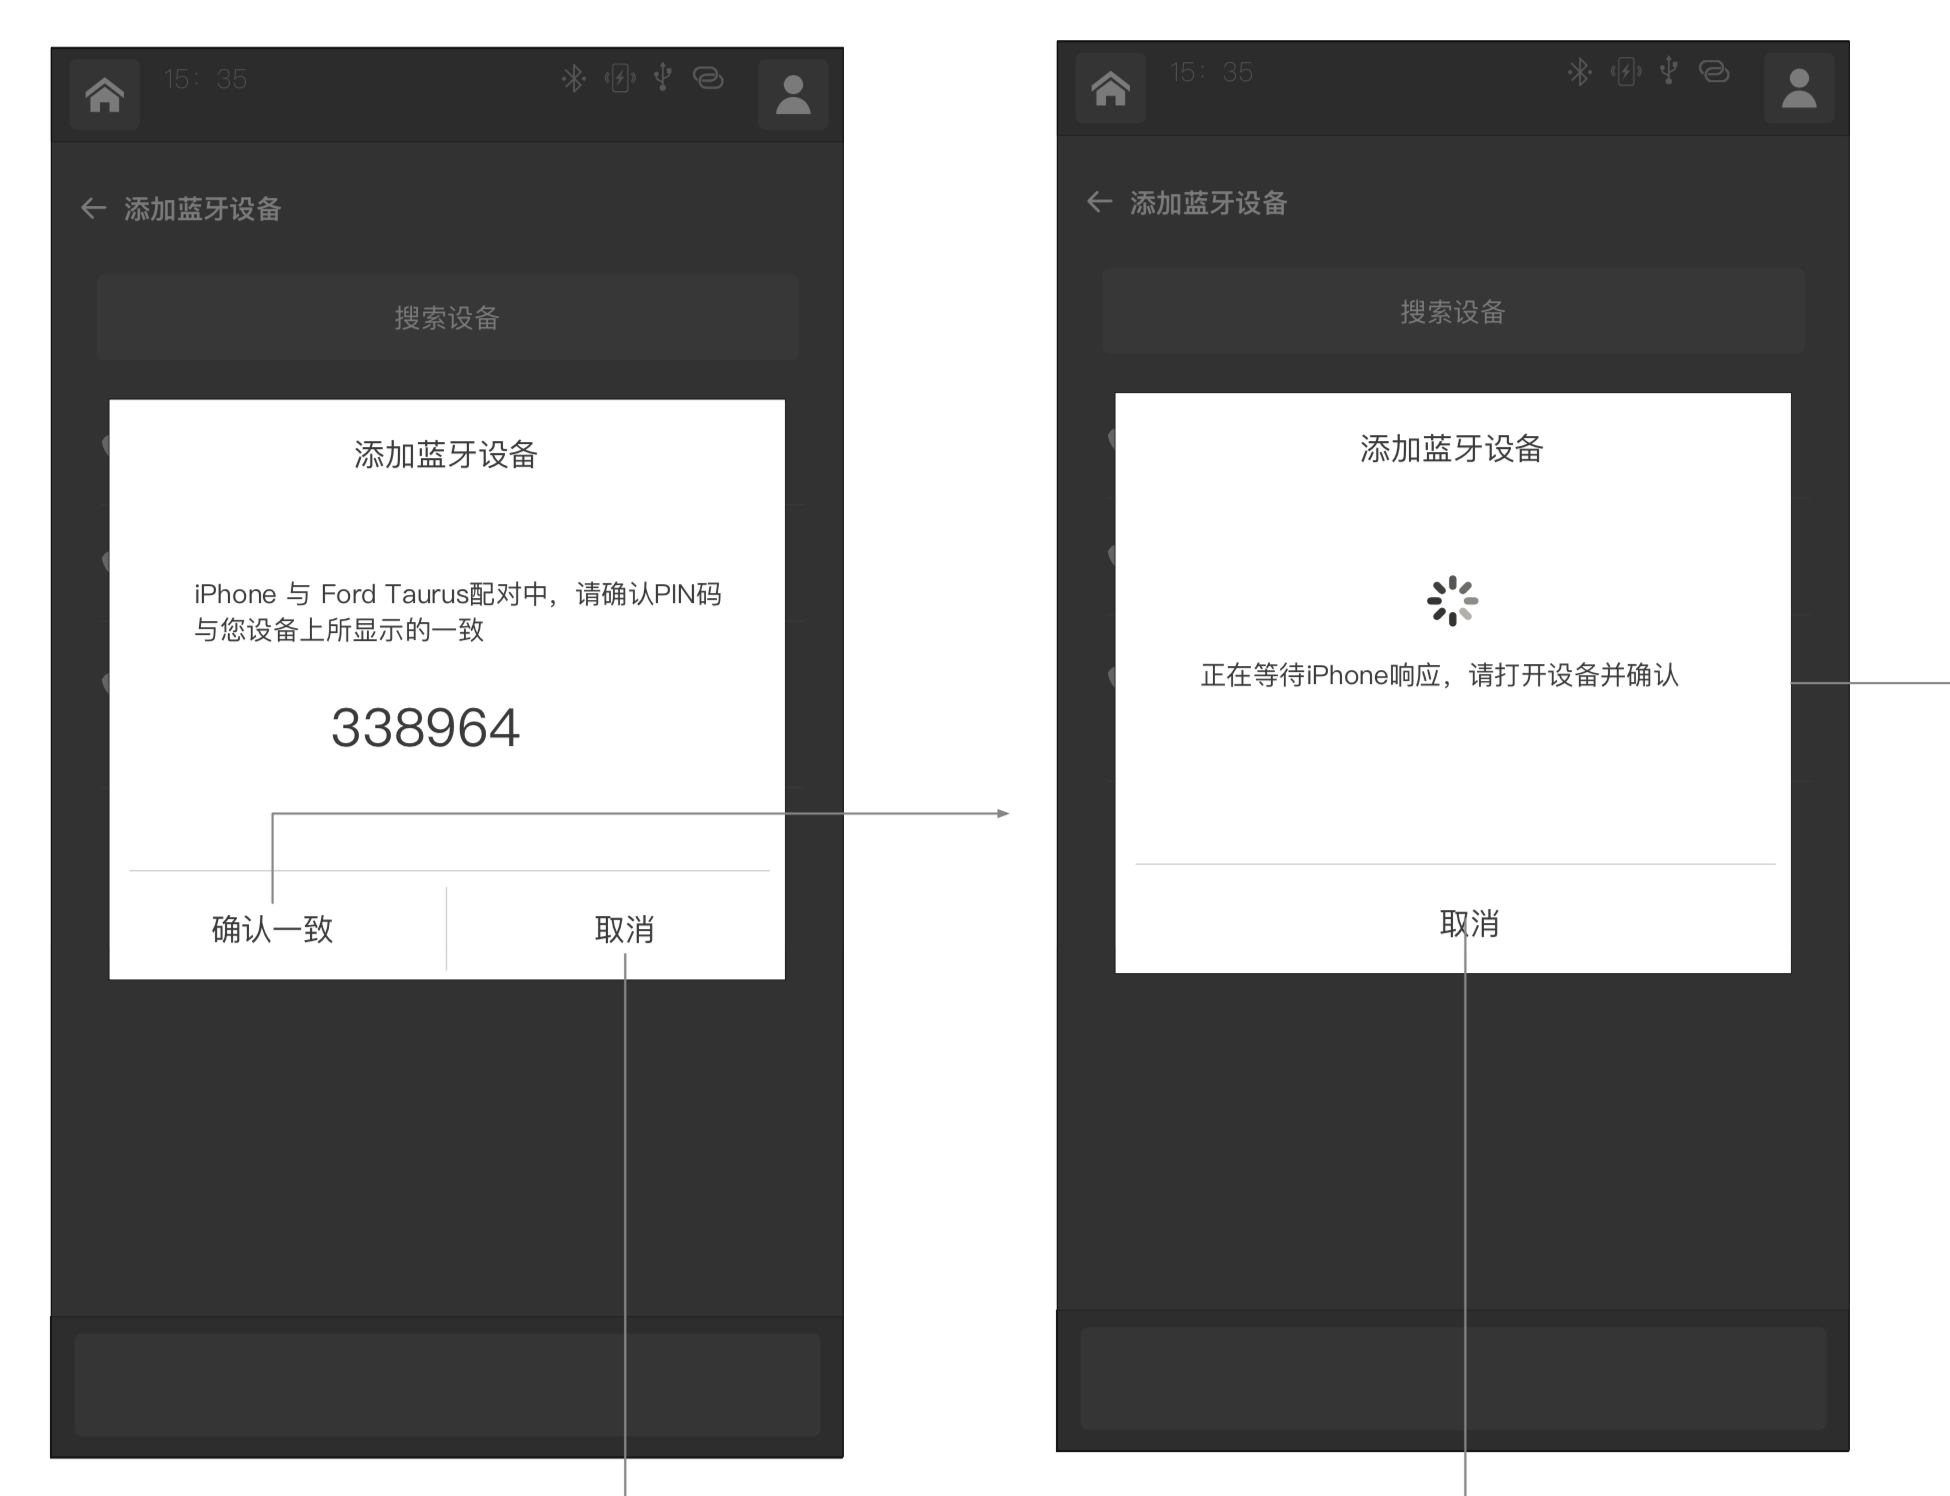 15: 35
添加蓝牙设备
搜索设备
添加蓝牙设备
iPhone 与 Ford Taurus配对中，请确认PIN码
与您设备上所显示的一致
338964
确认一致
取消
15: 35
添加蓝牙设备
搜索设备
添加蓝牙设备
正在等待iPhone响应，请打开设备并确认
取消